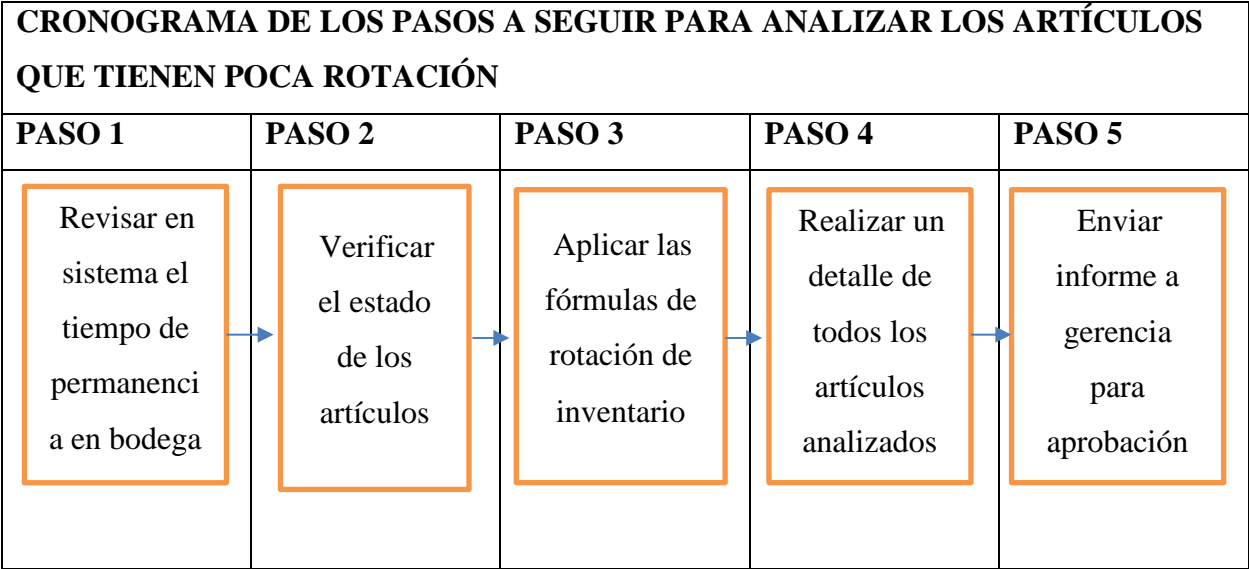 CRONOGRAMA DE LOS PASOS A SEGUIR PARA ANALIZAR LOS ARTÍCULOS
QUE TIENEN POCA ROTACIÓN
PASO 1
PASO 2
PASO 3
PASO 4
PASO 5
Revisar en
sistema el
tiempo de
permanenci
a en bodega
Verificar
el estado
de los
artículos
Aplicar las
fórmulas de
rotación de
inventario
Realizar un
detalle de
todos los
artículos
analizados
Enviar
informe a
gerencia
para
aprobación